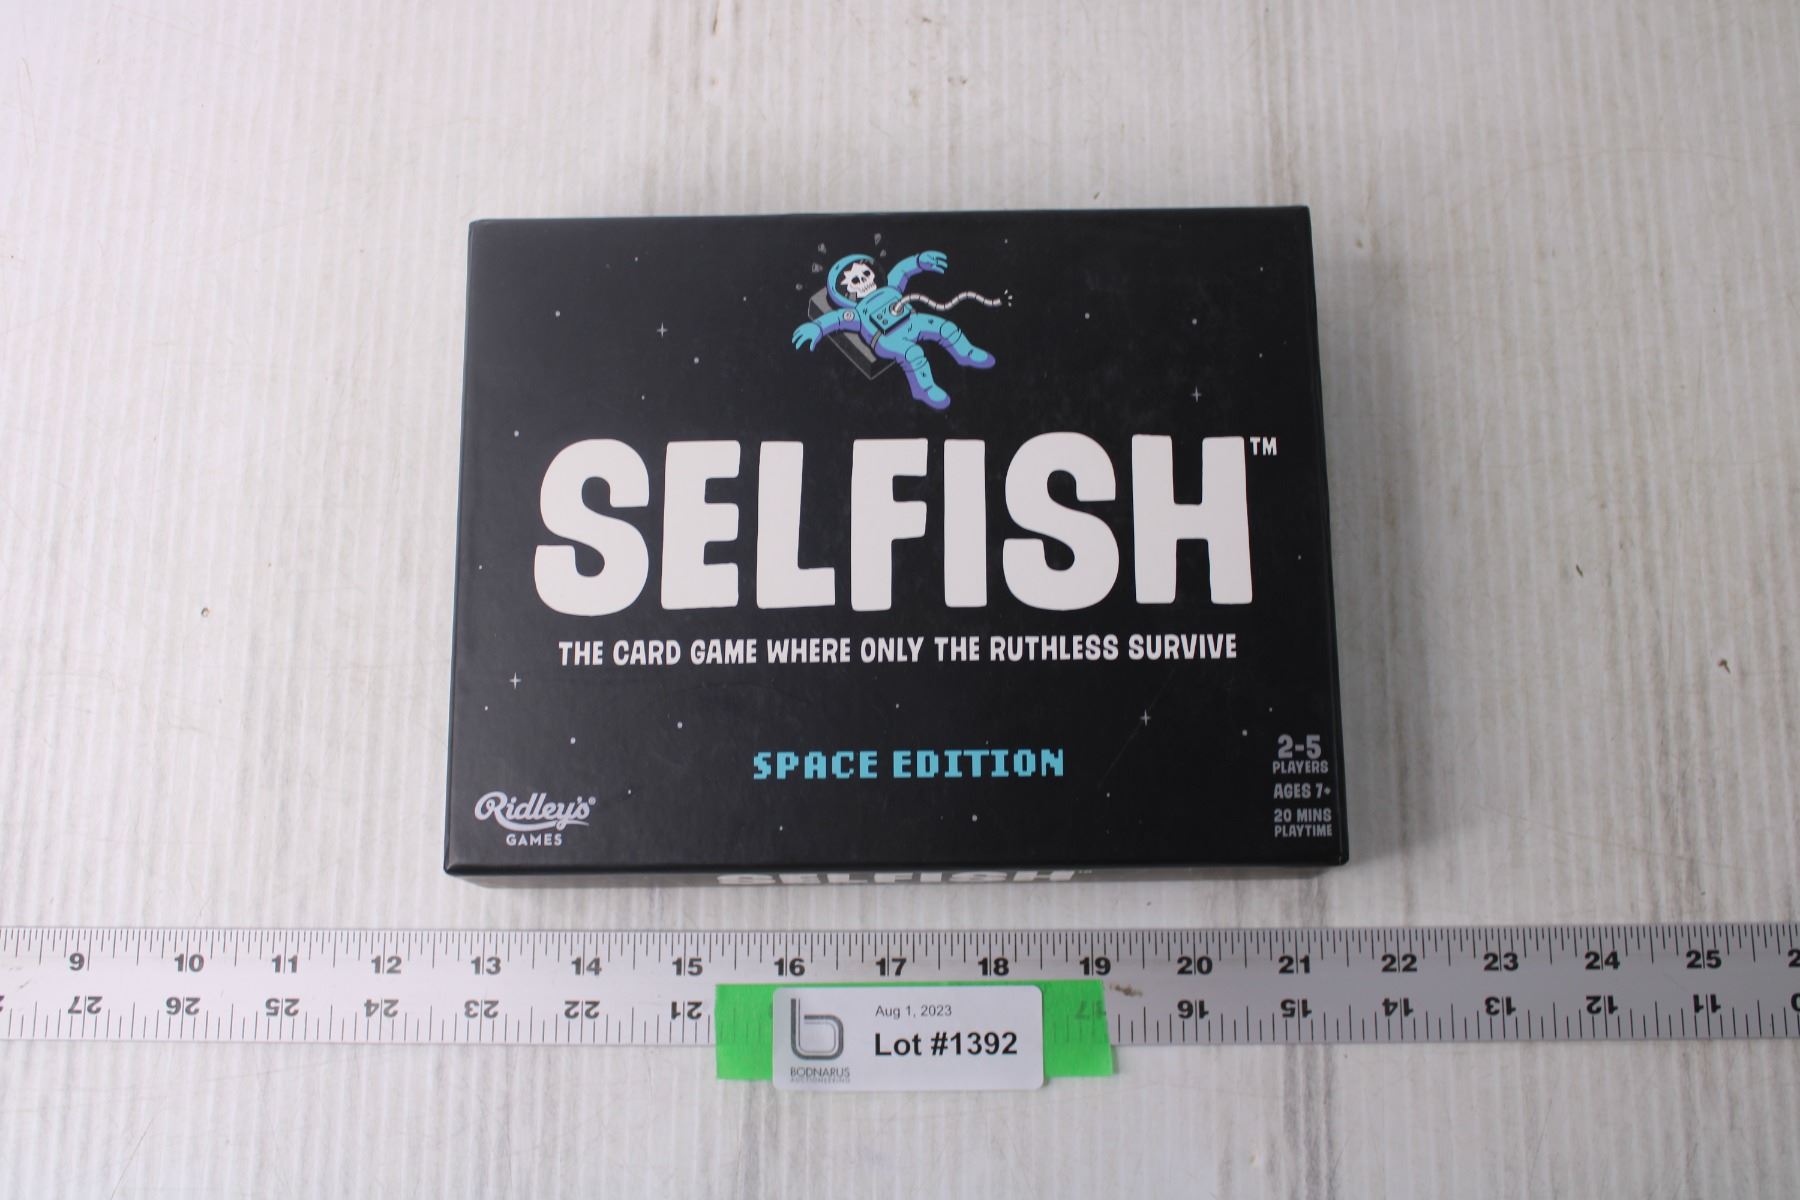 SELFISH™
THE CARD GAME WHERE ONLY THE RUTHLESS SURVIVE
SPACE EDITION
2-5
PLAYERS
AGES 7+
20 MINS
PLAYTIME
Ridley's®
GAMES
SELFISH™
9 10 11 12 13 14 15 16 17 18 19 20 21 22 23 24 25
27 26 25 24 23 22 21 17 16 15 14 13 12 11
Aug 1, 2023
Lot #1392
BODNARUS
AUCTIONEERING